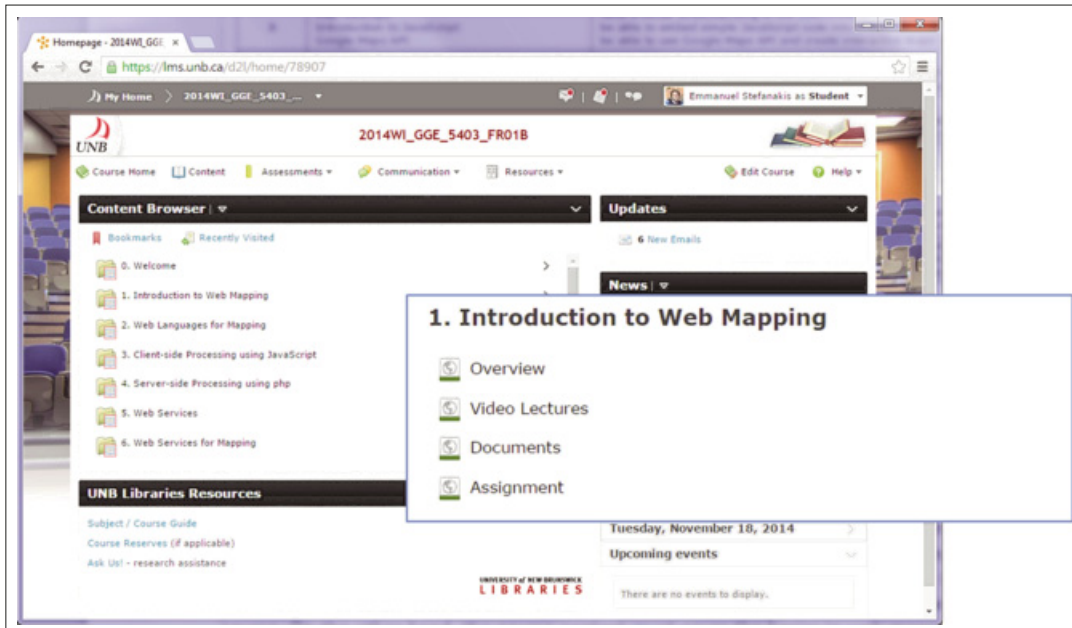 Homepage - 2014WI_GGE
https://lms.unb.ca/d2l/home/78907
My Home
2014WI_GGE_5403_...
Emmanuel Stefanakis as Student
UNB
2014WI_GGE_5403_FR01B
Course Home
Content
Assessments
Communication
Resources
Edit Course
Help
Content Browser
Updates
Bookmarks
Recently Visited
6 New Emails
0. Welcome
News
1. Introduction to Web Mapping
2. Web Languages for Mapping
3. Client-side Processing using JavaScript
4. Server-side Processing using php
5. Web Services
6. Web Services for Mapping
1. Introduction to Web Mapping
Overview
Video Lectures
Documents
Assignment
UNB Libraries Resources
Subject / Course Guide
Course Reserves (if applicable)
Ask Us! - research assistance
UNIVERSITY of NEW BRUNSWICK
LIBRARIES
Tuesday, November 18, 2014
Upcoming events
There are no events to display.